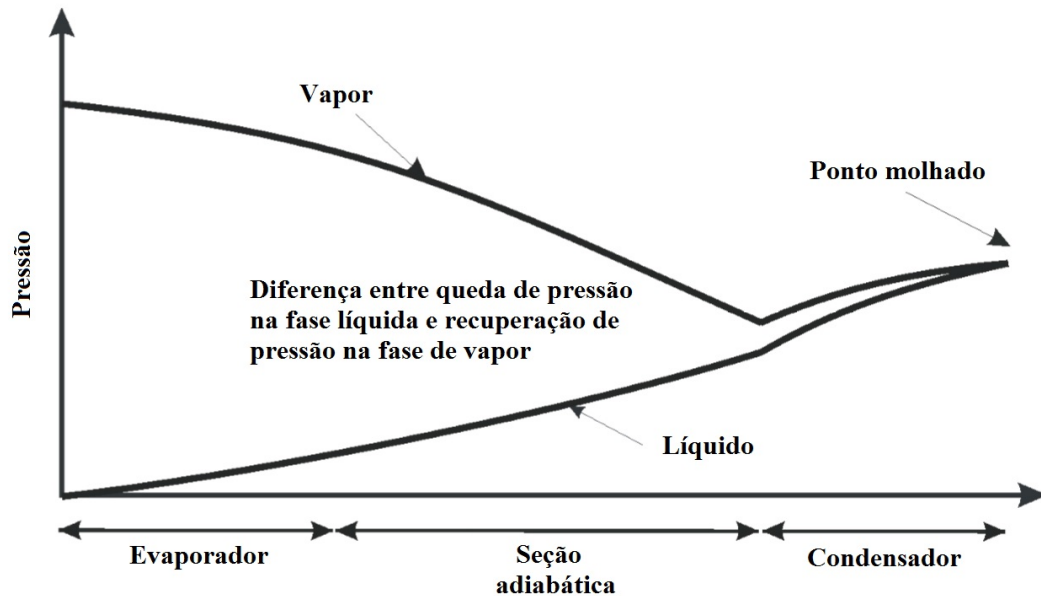 Vapor
Ponto molhado
Pressão
Diferença entre queda de pressão
na fase líquida e recuperação de
pressão na fase de vapor
Líquido
Evaporador
Seção
adiabática
Condensador